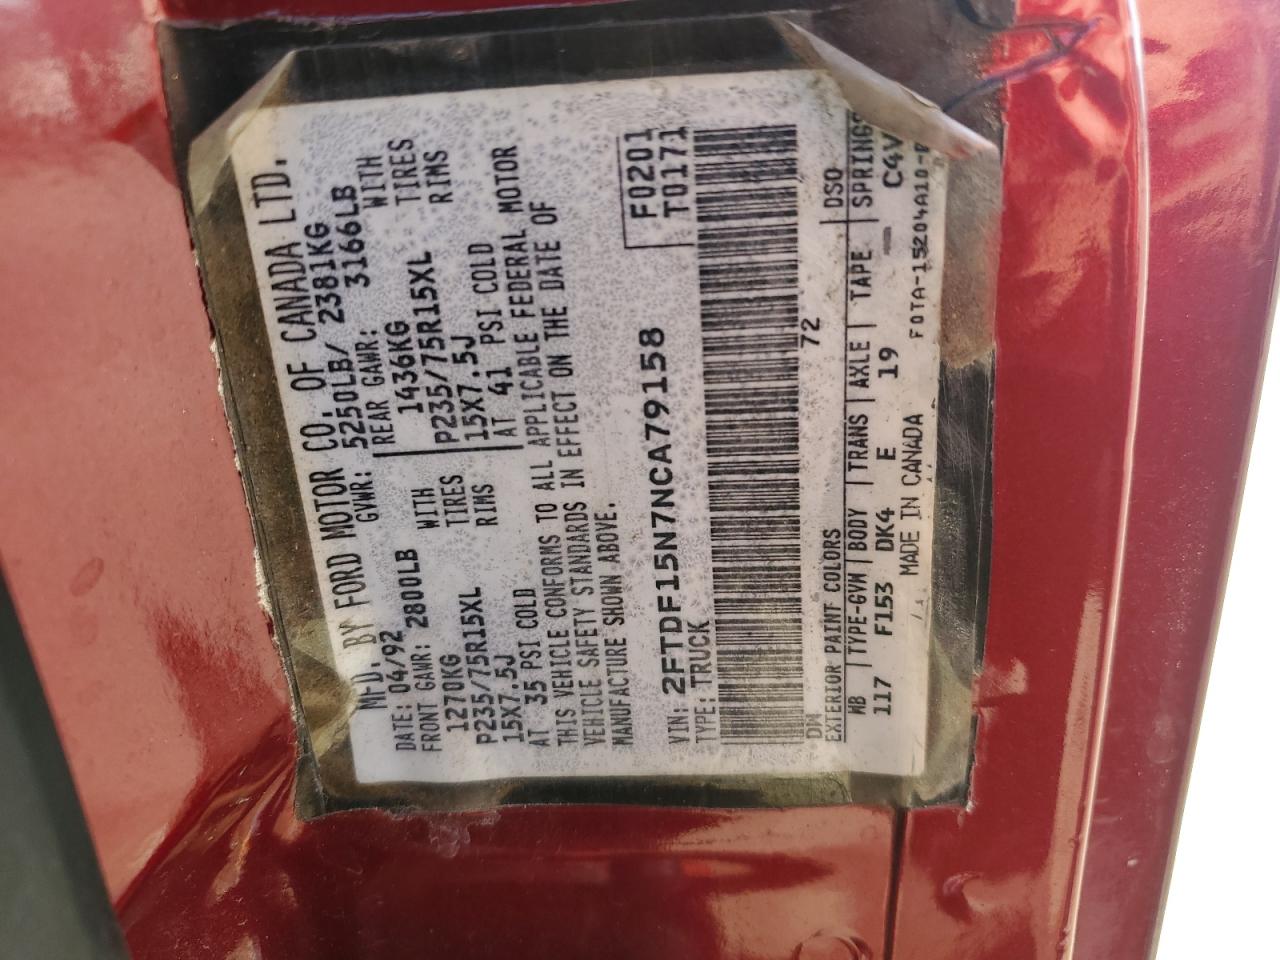 MFD. BY FORD MOTOR CO. OF CANADA LTD.
DATE: 04/92 GVWR: 5250LB/ 2381KG
FRONT GAWR: 2800LB REAR GAWR: 3166LB
1270KG WITH 1436KG WITH
P235/75R15XL TIRES P235/75R15XL TIRES
15X7.5J RIMS 15X7.5J RIMS
AT 35 PSI COLD AT 41 PSI COLD
THIS VEHICLE CONFORMS TO ALL APPLICABLE FEDERAL MOTOR
VEHICLE SAFETY STANDARDS IN EFFECT ON THE DATE OF
MANUFACTURE SHOWN ABOVE.
F0201
T0171
VIN: 2FTDF15N7NCA79158
TYPE: TRUCK
DW 72
EXTERIOR PAINT COLORS DSO
WB TYPE-GVW BODY TRANS AXLE TAPE SPRINGS
117 F153 DK4 E 19 – C4V
MADE IN CANADA F0TA-15204A10-